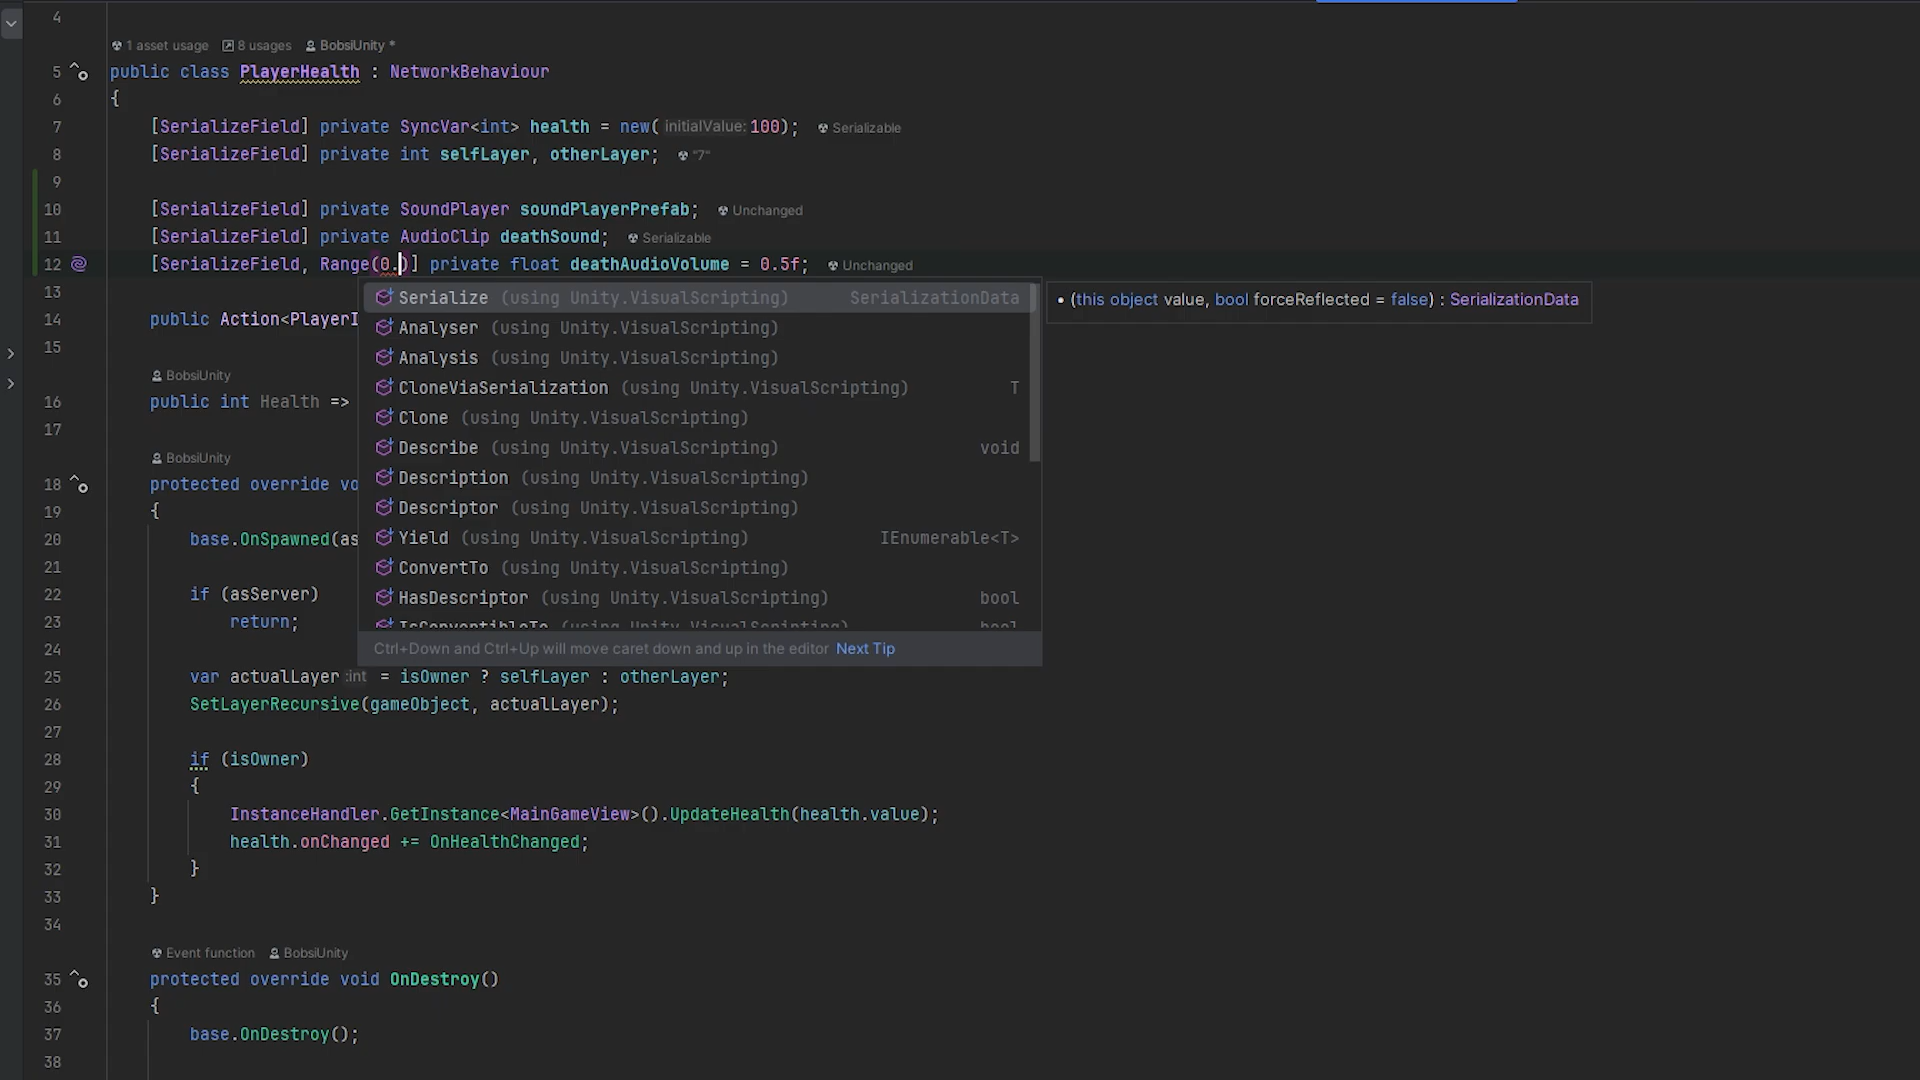 4
1 asset usage 8 usages BobsiUnity *
5 public class PlayerHealth : NetworkBehaviour
6 {
7 [SerializeField] private SyncVar<int> health = new( initialValue: 100); Serializable
8 [SerializeField] private int selfLayer, otherLayer; "7"
9
10 [SerializeField] private SoundPlayer soundPlayerPrefab; Unchanged
11 [SerializeField] private AudioClip deathSound; Serializable
12 [SerializeField, Range(0.)] private float deathAudioVolume = 0.5f; Unchanged
13
Serialize (using Unity.VisualScripting) SerializationData
• (this object value, bool forceReflected = false) : SerializationData
14 public Action<PlayerI
Analyser (using Unity.VisualScripting)
15
Analysis (using Unity.VisualScripting)
BobsiUnity
CloneViaSerialization (using Unity.VisualScripting) T
16 public int Health =>
Clone (using Unity.VisualScripting)
17
Describe (using Unity.VisualScripting) void
BobsiUnity
Description (using Unity.VisualScripting)
18 protected override vo
Descriptor (using Unity.VisualScripting)
19 {
20 base.OnSpawned(as
Yield (using Unity.VisualScripting) IEnumerable<T>
21
ConvertTo (using Unity.VisualScripting)
22 if (asServer)
HasDescriptor (using Unity.VisualScripting) bool
23 return;
IsConvertibleTo (using Unity.VisualScripting) bool
24
Ctrl+Down and Ctrl+Up will move caret down and up in the editor Next Tip
25 var actualLayer :int = isOwner ? selfLayer : otherLayer;
26 SetLayerRecursive(gameObject, actualLayer);
27
28 if (isOwner)
29 {
30 InstanceHandler.GetInstance<MainGameView>().UpdateHealth(health.value);
31 health.onChanged += OnHealthChanged;
32 }
33 }
34
Event function BobsiUnity
35 protected override void OnDestroy()
36 {
37 base.OnDestroy();
38